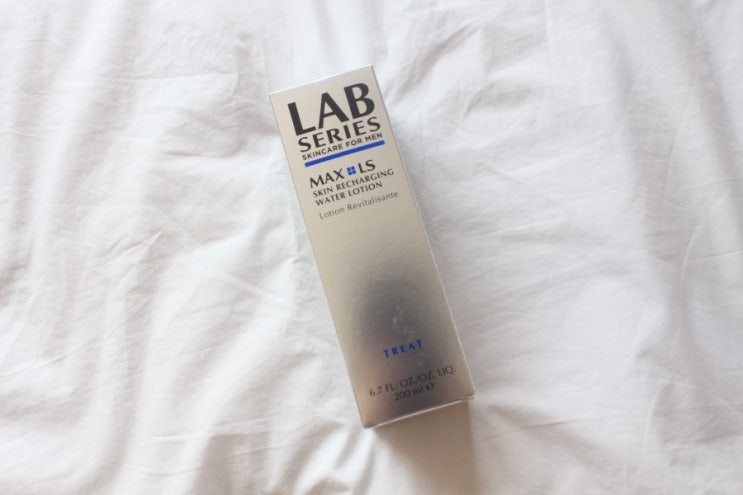 LAB
SERIES
SKINCARE FOR MEN
MAX LS
SKIN RECHARGING
WATER LOTION
Lotion Revitalisante
TREAT
6.7 FL. OZ./OZ. LIQ.
200 ml ℮